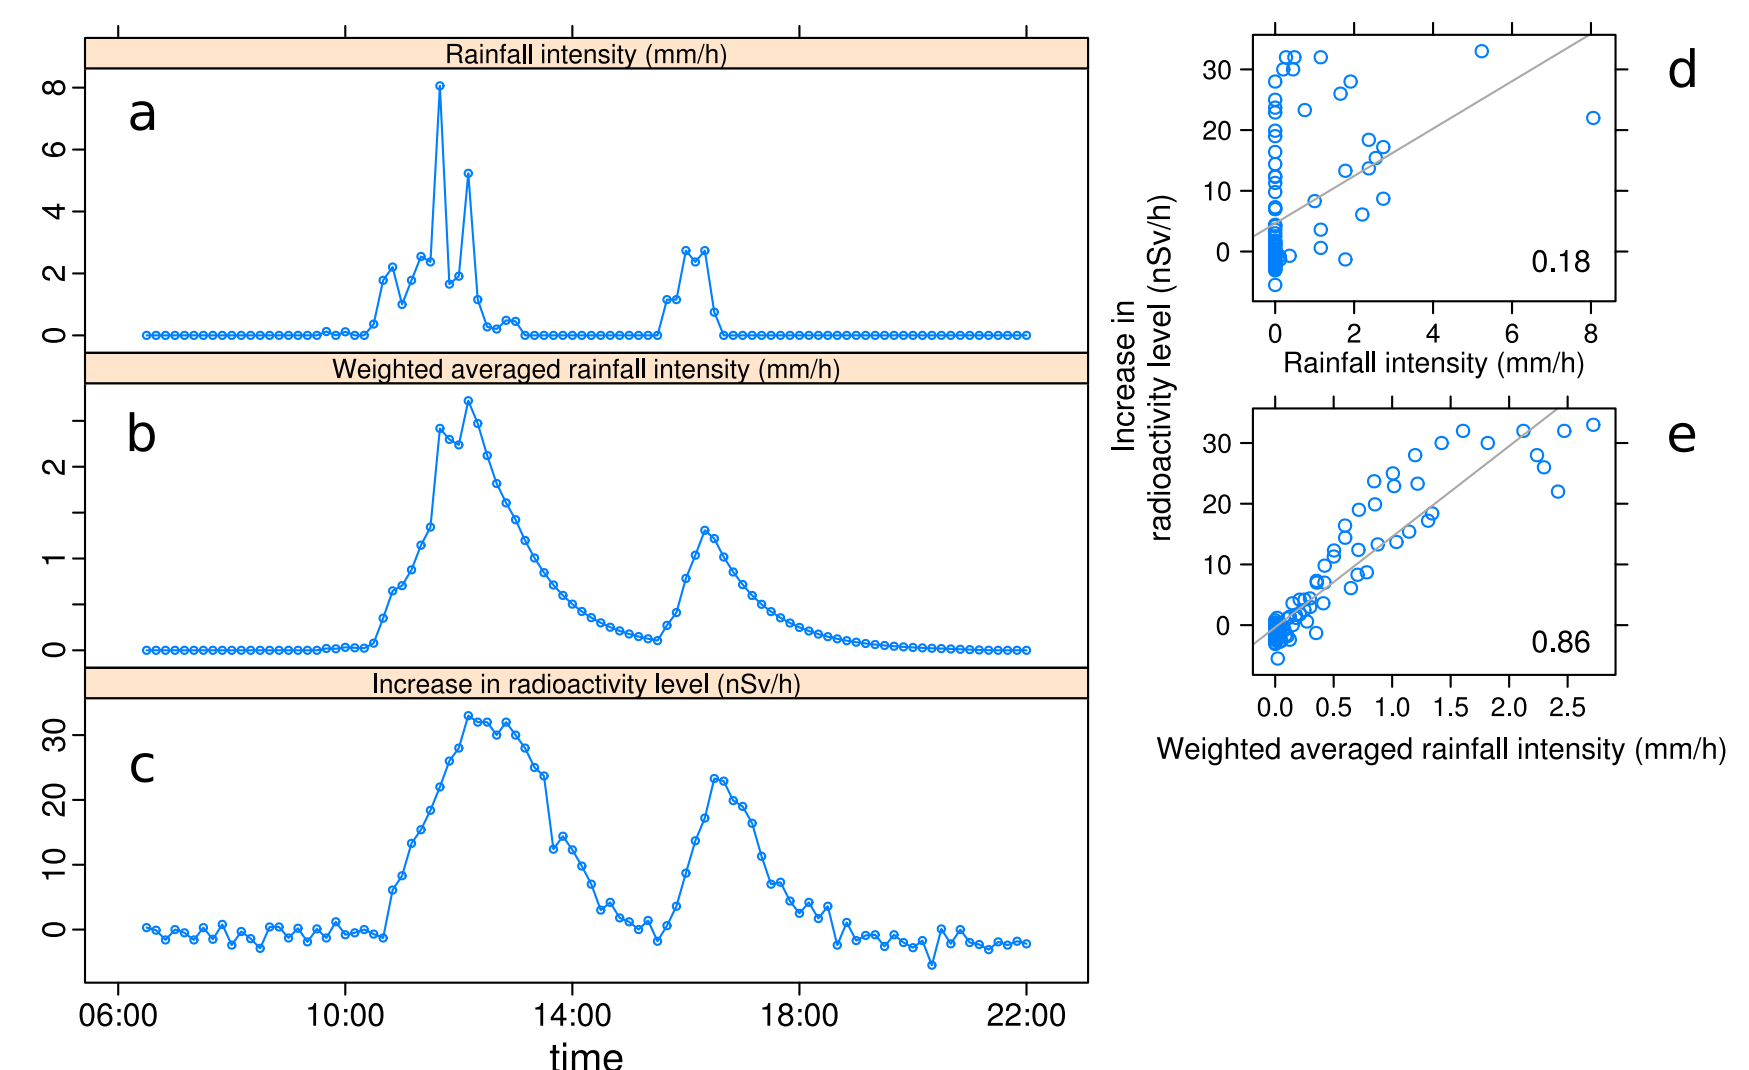 Rainfall intensity (mm/h)
a
0 2 4 6 8
Weighted averaged rainfall intensity (mm/h)
b
0 1 2
Increase in radioactivity level (nSv/h)
c
0 10 20 30
06:00 10:00 14:00 18:00 22:00
time
Increase in
radioactivity level (nSv/h)
d
30
20
10
0
0.18
0 2 4 6 8
Rainfall intensity (mm/h)
e
30
20
10
0
0.86
0.0 0.5 1.0 1.5 2.0 2.5
Weighted averaged rainfall intensity (mm/h)